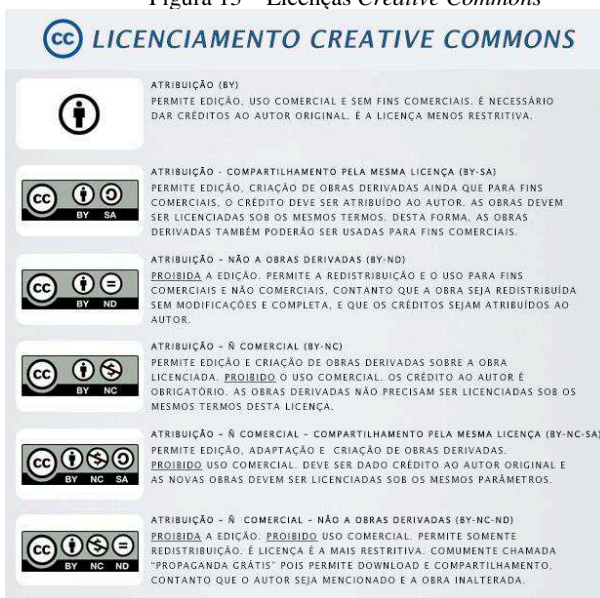 Figura 15 – Licenças Creative Commons
cc LICENCIAMENTO CREATIVE COMMONS
ATRIBUIÇÃO (BY)
PERMITE EDIÇÃO, USO COMERCIAL E SEM FINS COMERCIAIS. É NECESSÁRIO
DAR CRÉDITOS AO AUTOR ORIGINAL. É A LICENÇA MENOS RESTRITIVA.
ATRIBUIÇÃO - COMPARTILHAMENTO PELA MESMA LICENÇA (BY-SA)
PERMITE EDIÇÃO, CRIAÇÃO DE OBRAS DERIVADAS AINDA QUE PARA FINS
COMERCIAIS, O CRÉDITO DEVE SER ATRIBUÍDO AO AUTOR. AS OBRAS DEVEM
SER LICENCIADAS SOB OS MESMOS TERMOS. DESTA FORMA, AS OBRAS
DERIVADAS TAMBÉM PODERÃO SER USADAS PARA FINS COMERCIAIS.
cc BY SA
ATRIBUIÇÃO – NÃO A OBRAS DERIVADAS (BY-ND)
PROIBIDA A EDIÇÃO. PERMITE A REDISTRIBUIÇÃO E O USO PARA FINS
COMERCIAIS E NÃO COMERCIAIS, CONTANTO QUE A OBRA SEJA REDISTRIBUÍDA
SEM MODIFICAÇÕES E COMPLETA, E QUE OS CRÉDITOS SEJAM ATRIBUÍDOS AO
AUTOR.
cc BY ND
ATRIBUIÇÃO – Ñ COMERCIAL (BY-NC)
PERMITE EDIÇÃO E CRIAÇÃO DE OBRAS DERIVADAS SOBRE A OBRA
LICENCIADA. PROIBIDO O USO COMERCIAL. OS CRÉDITO AO AUTOR É
OBRIGATÓRIO. AS OBRAS DERIVADAS NÃO PRECISAM SER LICENCIADAS SOB OS
MESMOS TERMOS DESTA LICENÇA.
cc BY NC
ATRIBUIÇÃO – Ñ COMERCIAL – COMPARTILHAMENTO PELA MESMA LICENÇA (BY-NC-SA)
PERMITE EDIÇÃO, ADAPTAÇÃO E CRIAÇÃO DE OBRAS DERIVADAS.
PROIBIDO USO COMERCIAL. DEVE SER DADO CRÉDITO AO AUTOR ORIGINAL E
AS NOVAS OBRAS DEVEM SER LICENCIADAS SOB OS MESMOS PARÂMETROS.
cc BY NC SA
ATRIBUIÇÃO – Ñ COMERCIAL – NÃO A OBRAS DERIVADAS (BY-NC-ND)
PROIBIDA A EDIÇÃO. PROIBIDO USO COMERCIAL. PERMITE SOMENTE
REDISTRIBUIÇÃO. É LICENÇA É A MAIS RESTRITIVA. COMUMENTE CHAMADA
“PROPAGANDA GRÁTIS” POIS PERMITE DOWNLOAD E COMPARTILHAMENTO,
CONTANTO QUE O AUTOR SEJA MENCIONADO E A OBRA INALTERADA.
cc BY NC ND